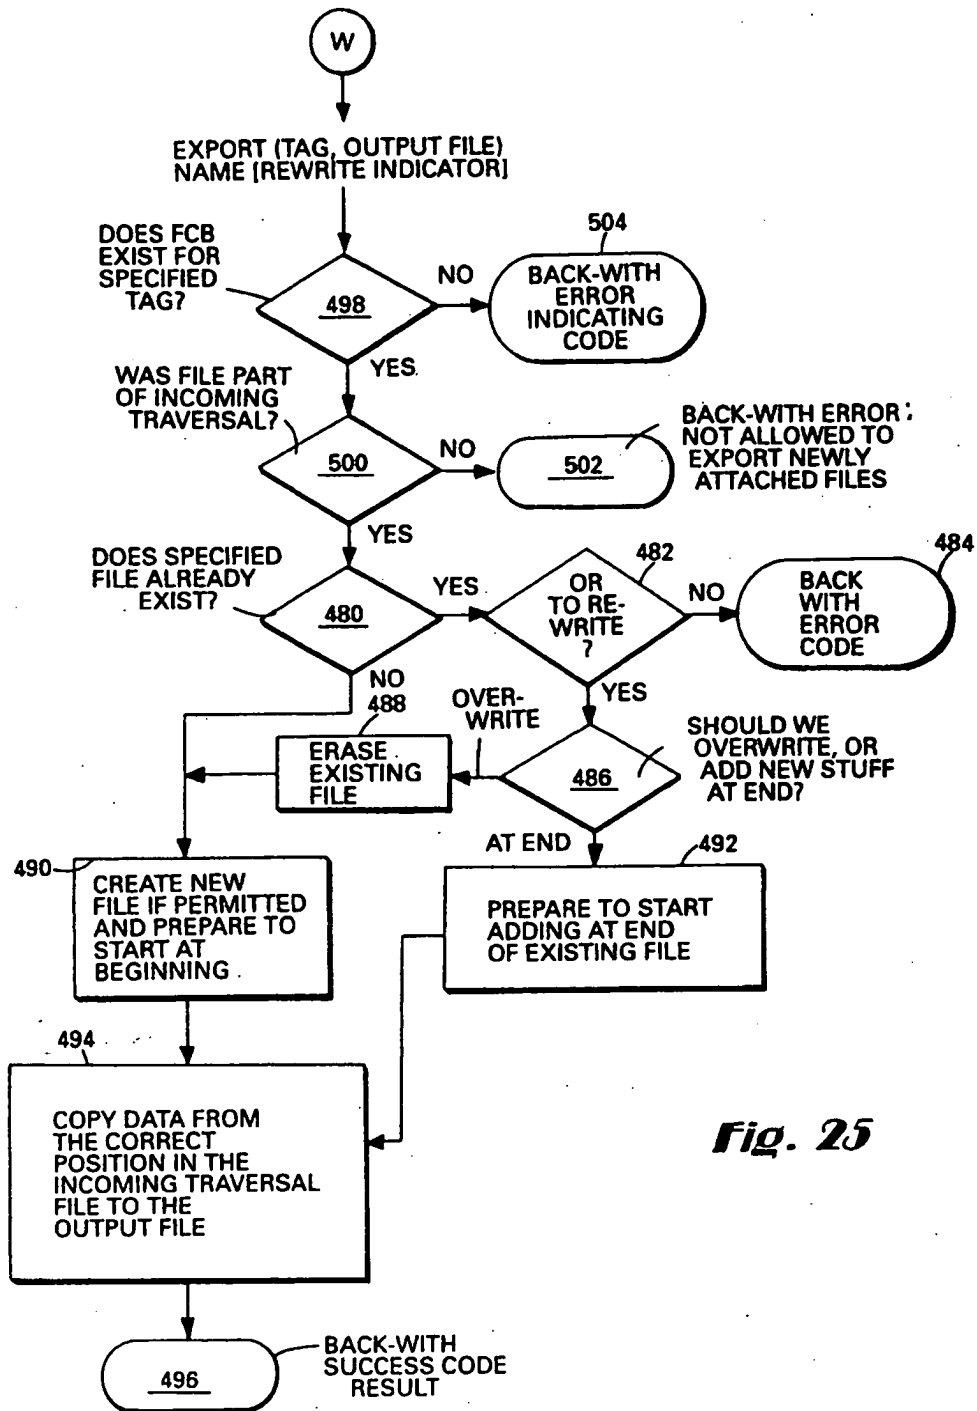 W
EXPORT (TAG, OUTPUT FILE)
NAME [REWRITE INDICATOR]
DOES FCB
EXIST FOR
SPECIFIED
TAG?
498
NO
504
BACK-WITH
ERROR
INDICATING
CODE
YES
WAS FILE PART
OF INCOMING
TRAVERSAL?
500
NO
502
BACK-WITH ERROR:
NOT ALLOWED TO
EXPORT NEWLY
ATTACHED FILES
YES
DOES SPECIFIED
FILE ALREADY
EXIST?
480
YES
482
OR
TO RE-
WRITE
?
NO
484
BACK
WITH
ERROR
CODE
NO
YES
488
ERASE
EXISTING
FILE
OVER-
WRITE
486
SHOULD WE
OVERWRITE, OR
ADD NEW STUFF
AT END?
AT END
490
CREATE NEW
FILE IF PERMITTED
AND PREPARE TO
START AT
BEGINNING
492
PREPARE TO START
ADDING AT END
OF EXISTING FILE
494
COPY DATA FROM
THE CORRECT
POSITION IN THE
INCOMING TRAVERSAL
FILE TO THE
OUTPUT FILE
Fig. 25
496
BACK-WITH
SUCCESS CODE
RESULT